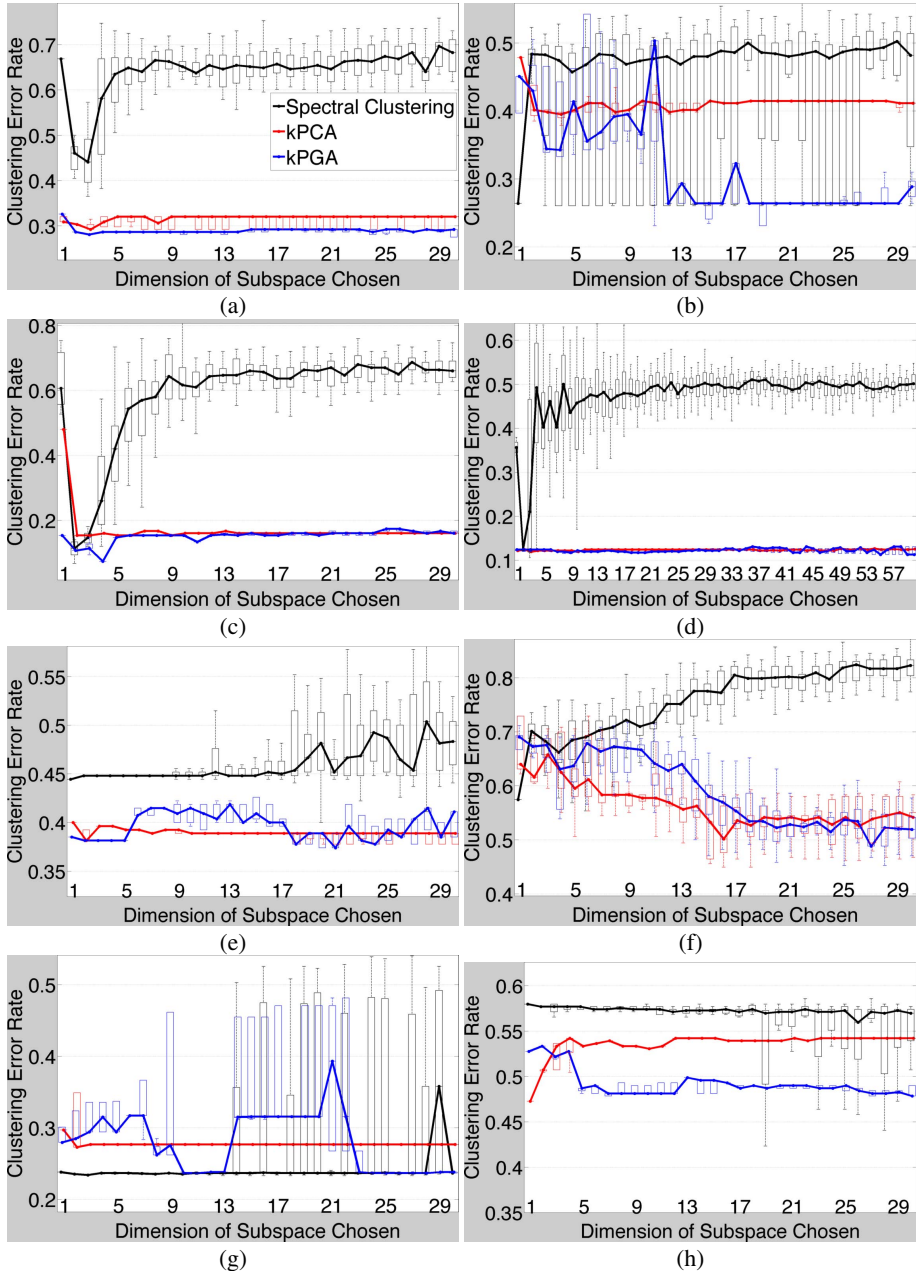 Clustering Error Rate
0.7
0.6
0.5
0.4
0.3
Spectral Clustering
kPCA
kPGA
1 5 9 13 17 21 25 29
Dimension of Subspace Chosen
(a)
Clustering Error Rate
0.5
0.4
0.3
0.2
1 5 9 13 17 21 25 29
Dimension of Subspace Chosen
(b)
Clustering Error Rate
0.8
0.6
0.4
0.2
1 5 9 13 17 21 25 29
Dimension of Subspace Chosen
(c)
Clustering Error Rate
0.6
0.5
0.4
0.3
0.2
0.1
1 5 9 13 17 21 25 29 33 37 41 45 49 53 57
Dimension of Subspace Chosen
(d)
Clustering Error Rate
0.55
0.5
0.45
0.4
0.35
1 5 9 13 17 21 25 29
Dimension of Subspace Chosen
(e)
Clustering Error Rate
0.8
0.7
0.6
0.5
0.4
1 5 9 13 17 21 25 29
Dimension of Subspace Chosen
(f)
Clustering Error Rate
0.5
0.4
0.3
0.2
1 5 9 13 17 21 25 29
Dimension of Subspace Chosen
(g)
Clustering Error Rate
0.6
0.55
0.5
0.45
0.4
0.35
1 5 9 13 17 21 25 29
Dimension of Subspace Chosen
(h)